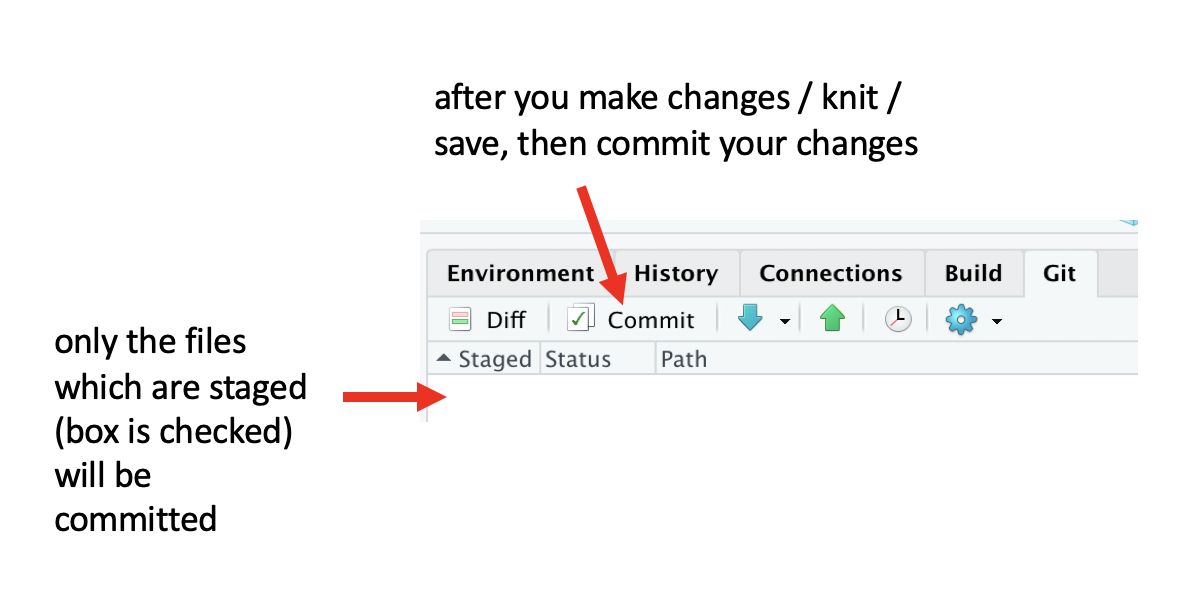 after you make changes / knit /
save, then commit your changes
Environment History Connections Build Git
Diff Commit
Staged Status Path
only the files
which are staged
(box is checked)
will be
committed